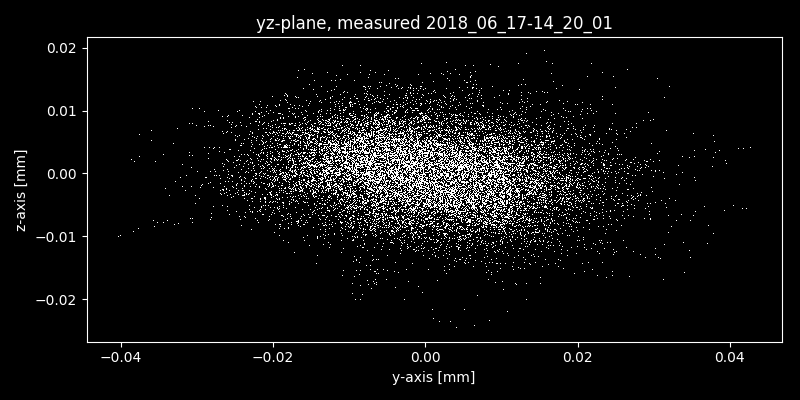 yz-plane, measured 2018_06_17-14_20_01
0.02
0.01
0.00
−0.01
−0.02
z-axis [mm]
−0.04 −0.02 0.00 0.02 0.04
y-axis [mm]